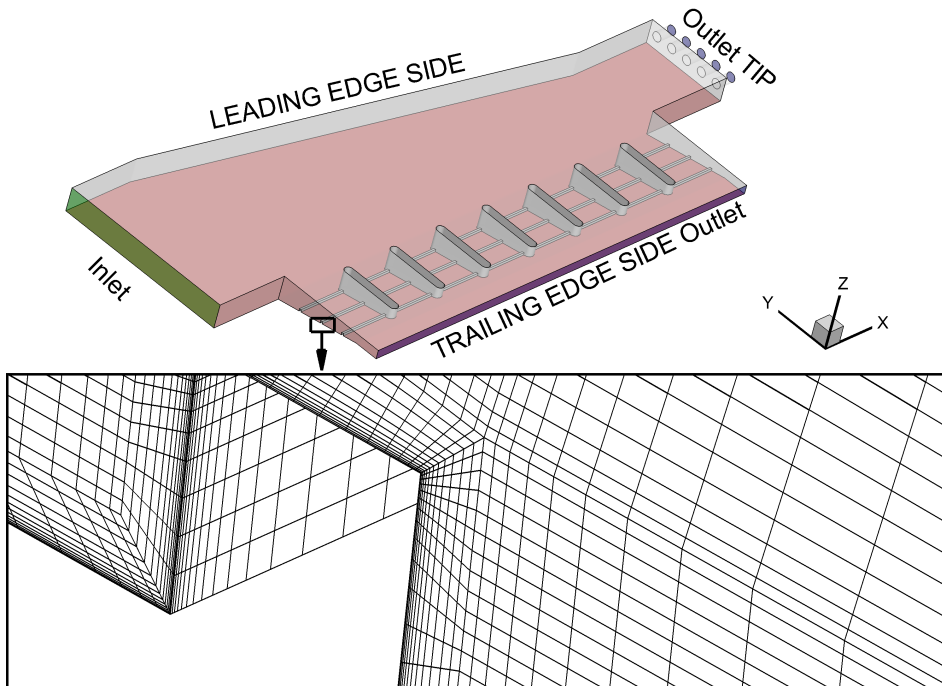 Outlet TIP
LEADING EDGE SIDE
Inlet
TRAILING EDGE SIDE Outlet
Z
Y
X